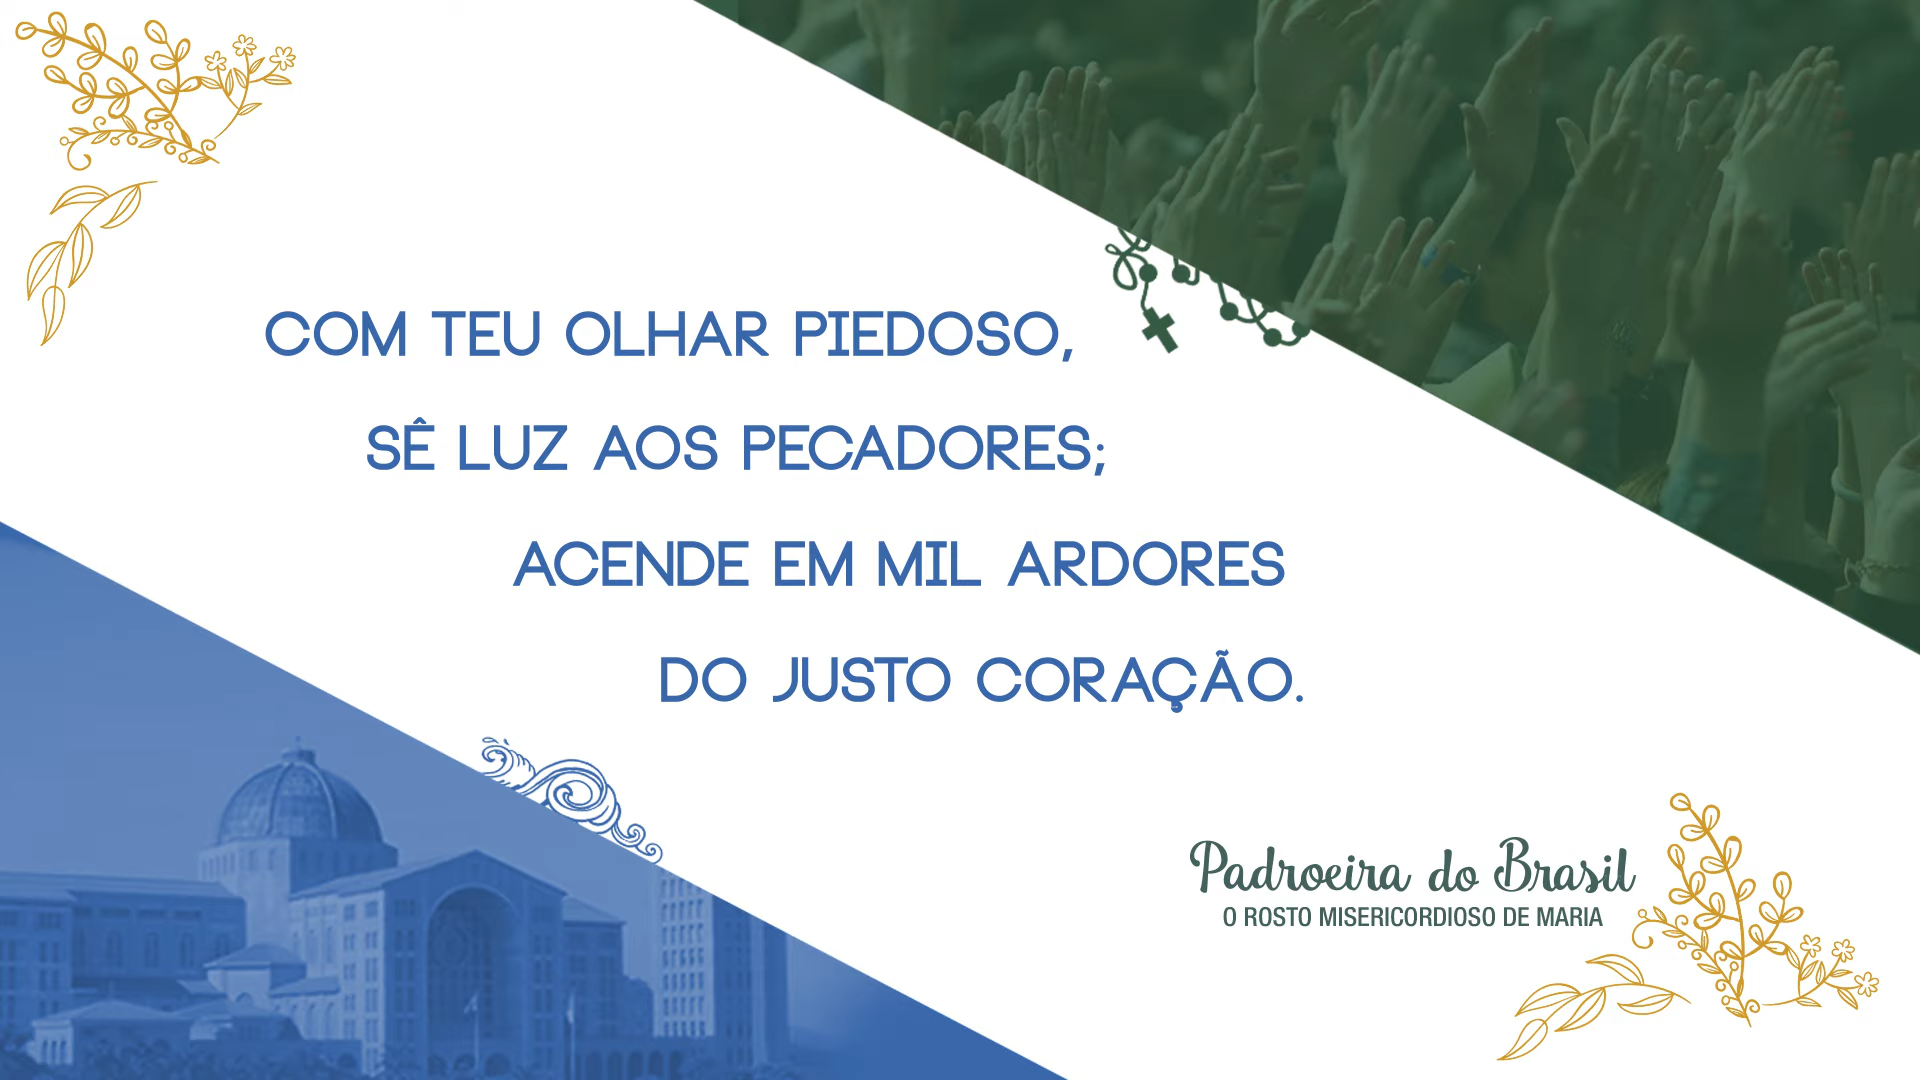 COM TEU OLHAR PIEDOSO,
SÊ LUZ AOS PECADORES;
ACENDE EM MIL ARDORES
DO JUSTO CORAÇÃO.
Padroeira do Brasil
O ROSTO MISERICORDIOSO DE MARIA